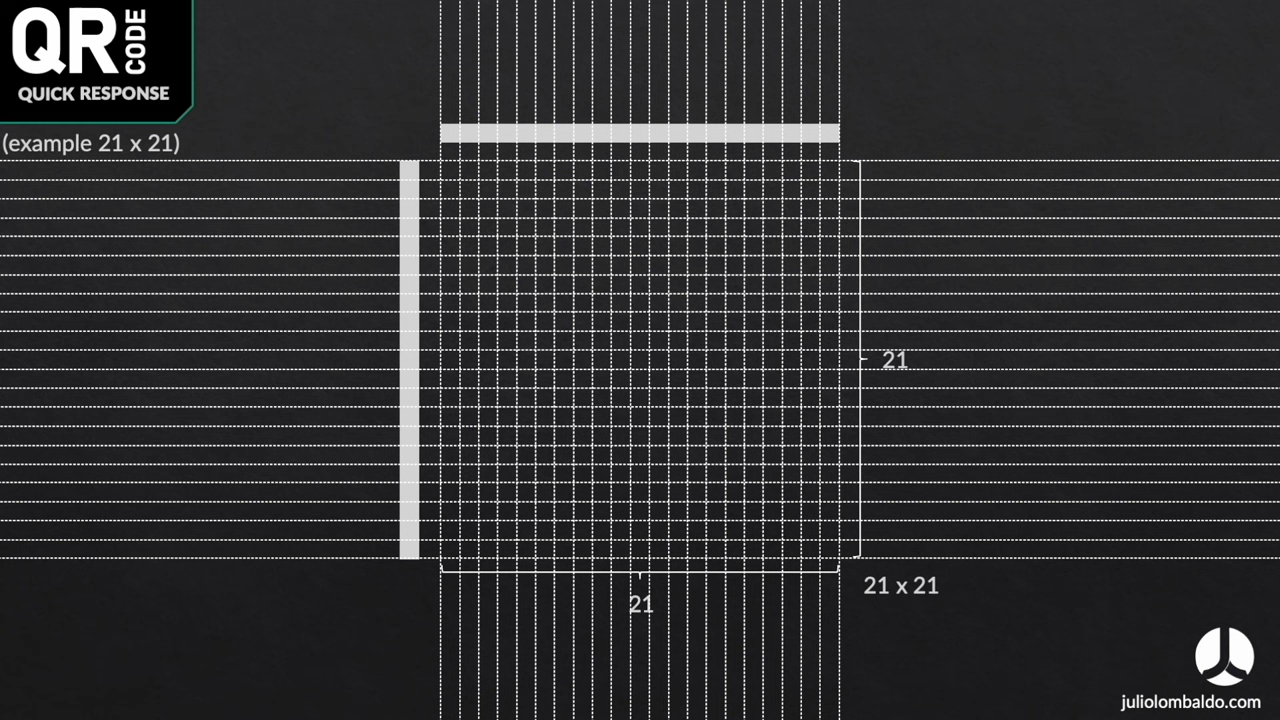 QR CODE
QUICK RESPONSE
(example 21 x 21)
21
21
21 x 21
juliolombaldo.com